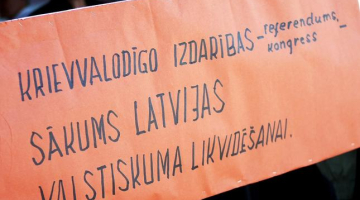 KRIEVVALODĪGO IZDARĪBAS – referendums,
kongress –
SĀKUMS LATVIJAS
VALSTISKUMA LIKVIDĒŠANAI.